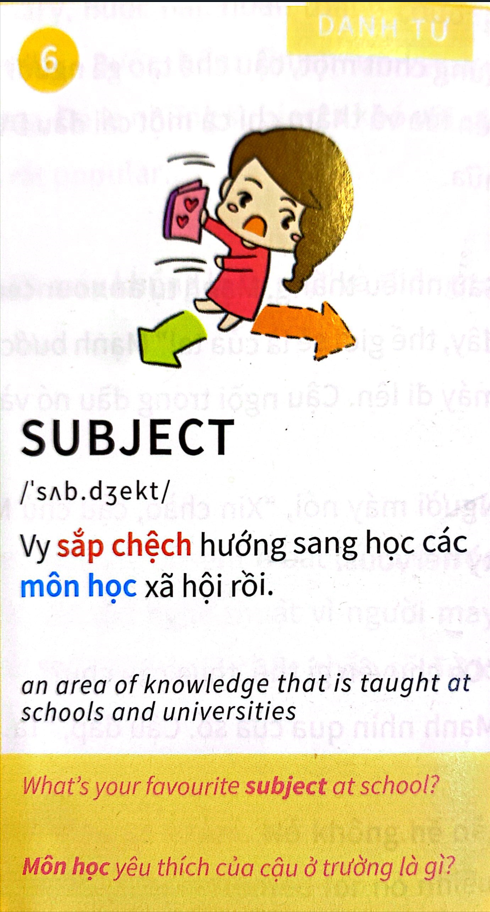 DANH TỪ
6
SUBJECT
/ˈsʌb.dʒekt/
Vy sắp chệch hướng sang học các
môn học xã hội rồi.
an area of knowledge that is taught at
schools and universities
What's your favourite subject at school?
Môn học yêu thích của cậu ở trường là gì?